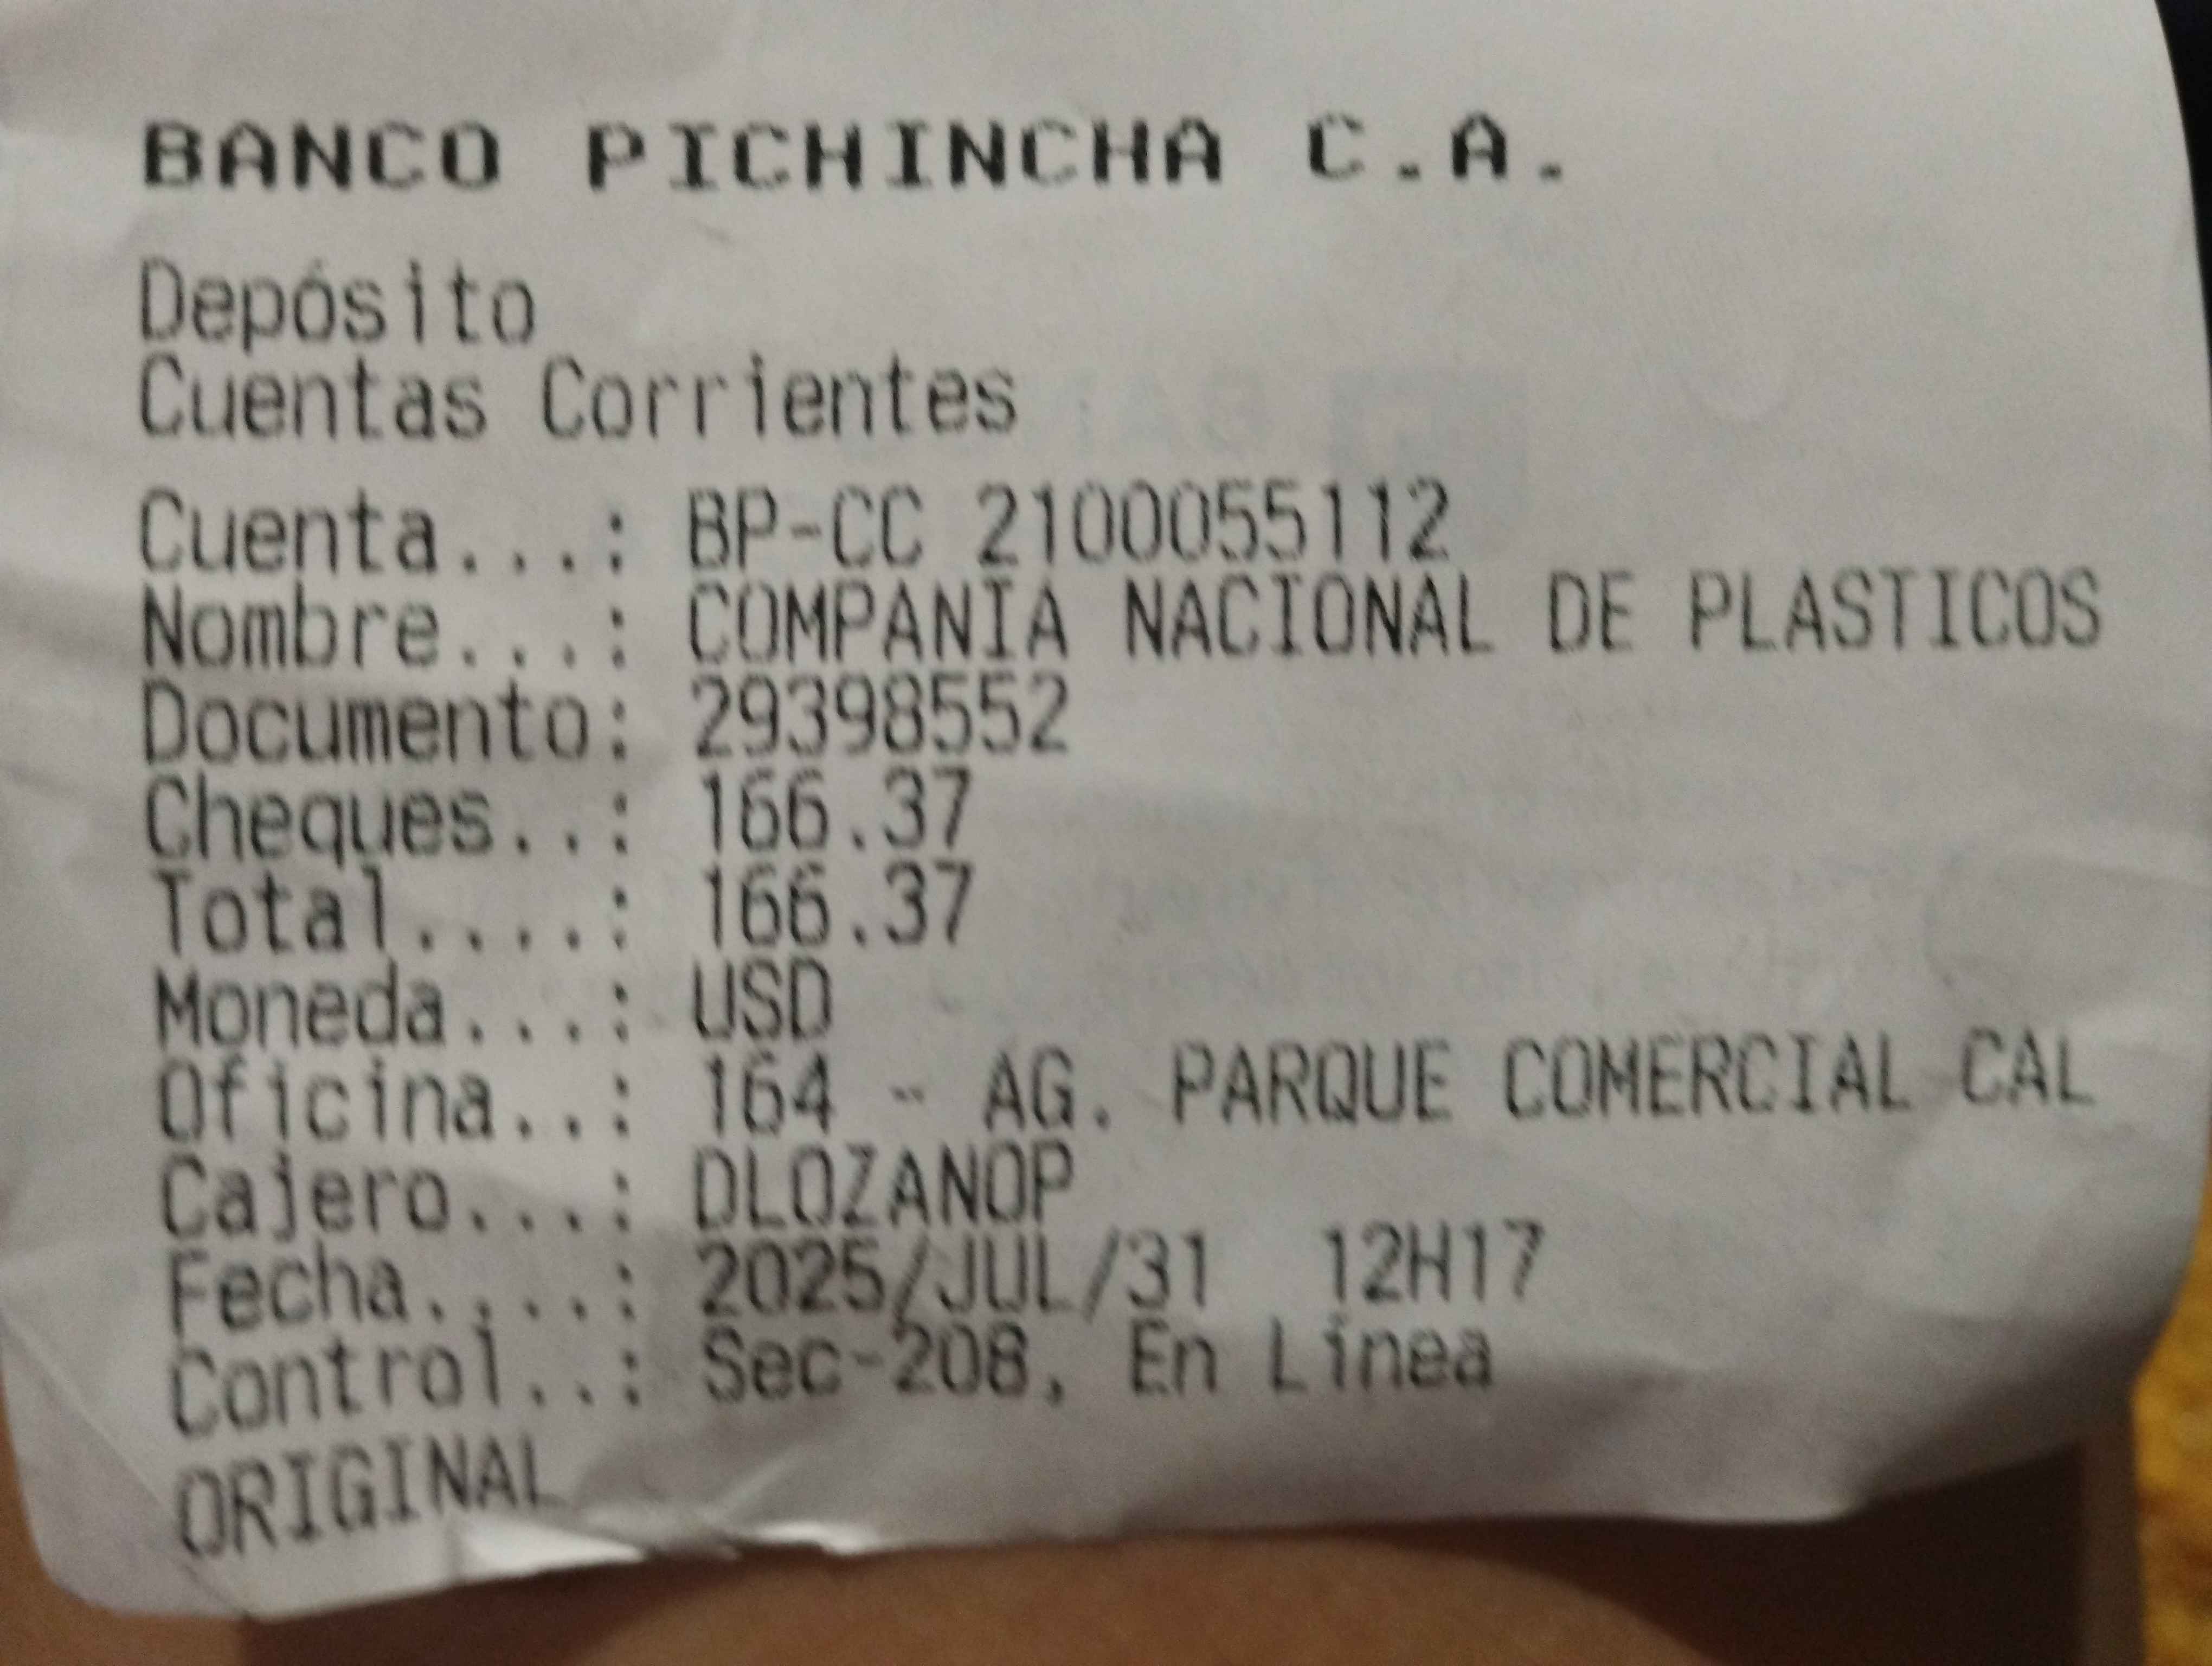 BANCO PICHINCHA C.A.
Depósito
Cuentas Corrientes
Cuenta...: BP-CC 2100055112
Nombre...: COMPANIA NACIONAL DE PLASTICOS
Documento: 29398552
Cheques..: 166.37
Total....: 166.37
Moneda...: USD
Oficina..: 164 - AG. PARQUE COMERCIAL CAL
Cajero...: DLOZANOP
Fecha....: 2025/JUL/31 12H17
Control..: Sec-208, En Línea
ORIGINAL